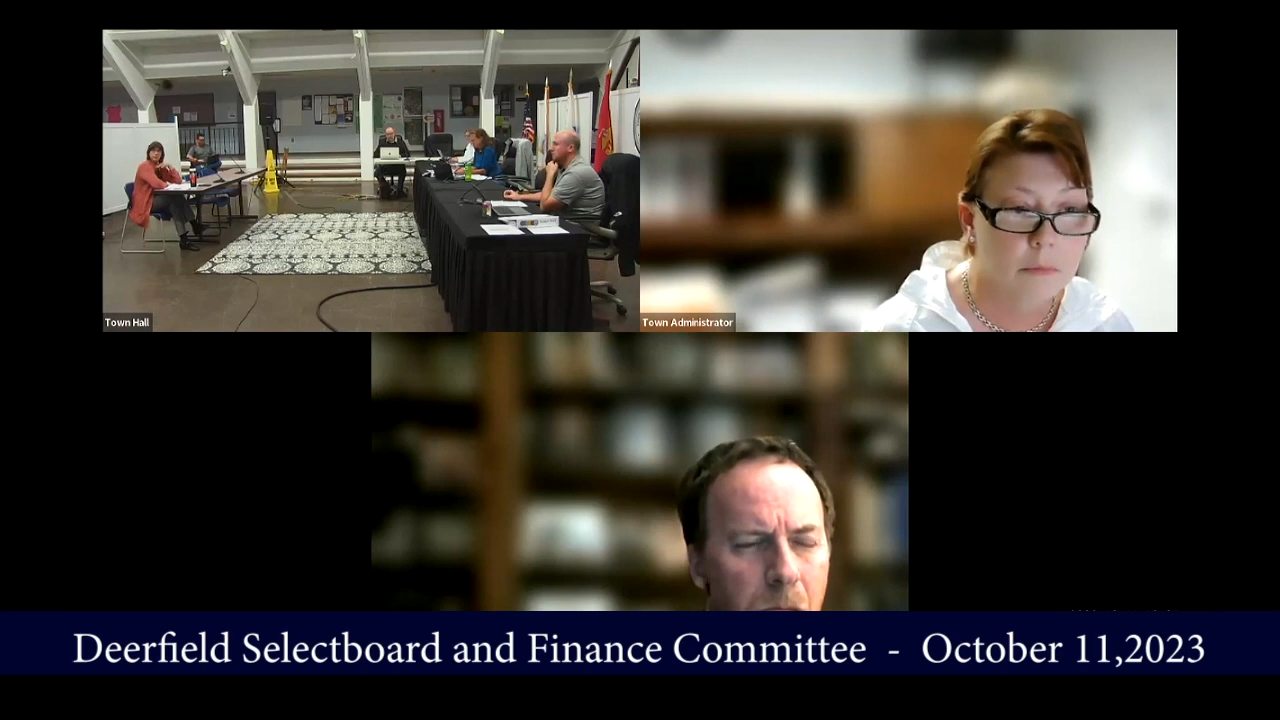 Town Hall
Town Administrator
Deerfield Selectboard and Finance Committee - October 11,2023